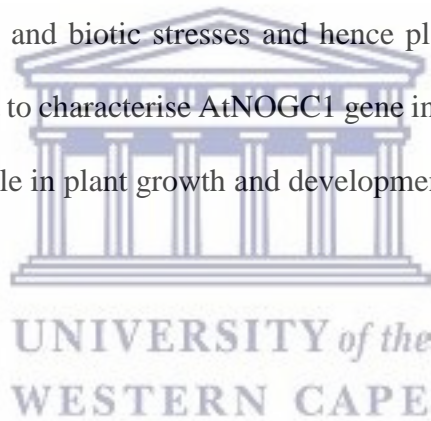 and biotic stresses and hence pl
to characterise AtNOGC1 gene in
le in plant growth and developmen
UNIVERSITY of the
WESTERN CAPE